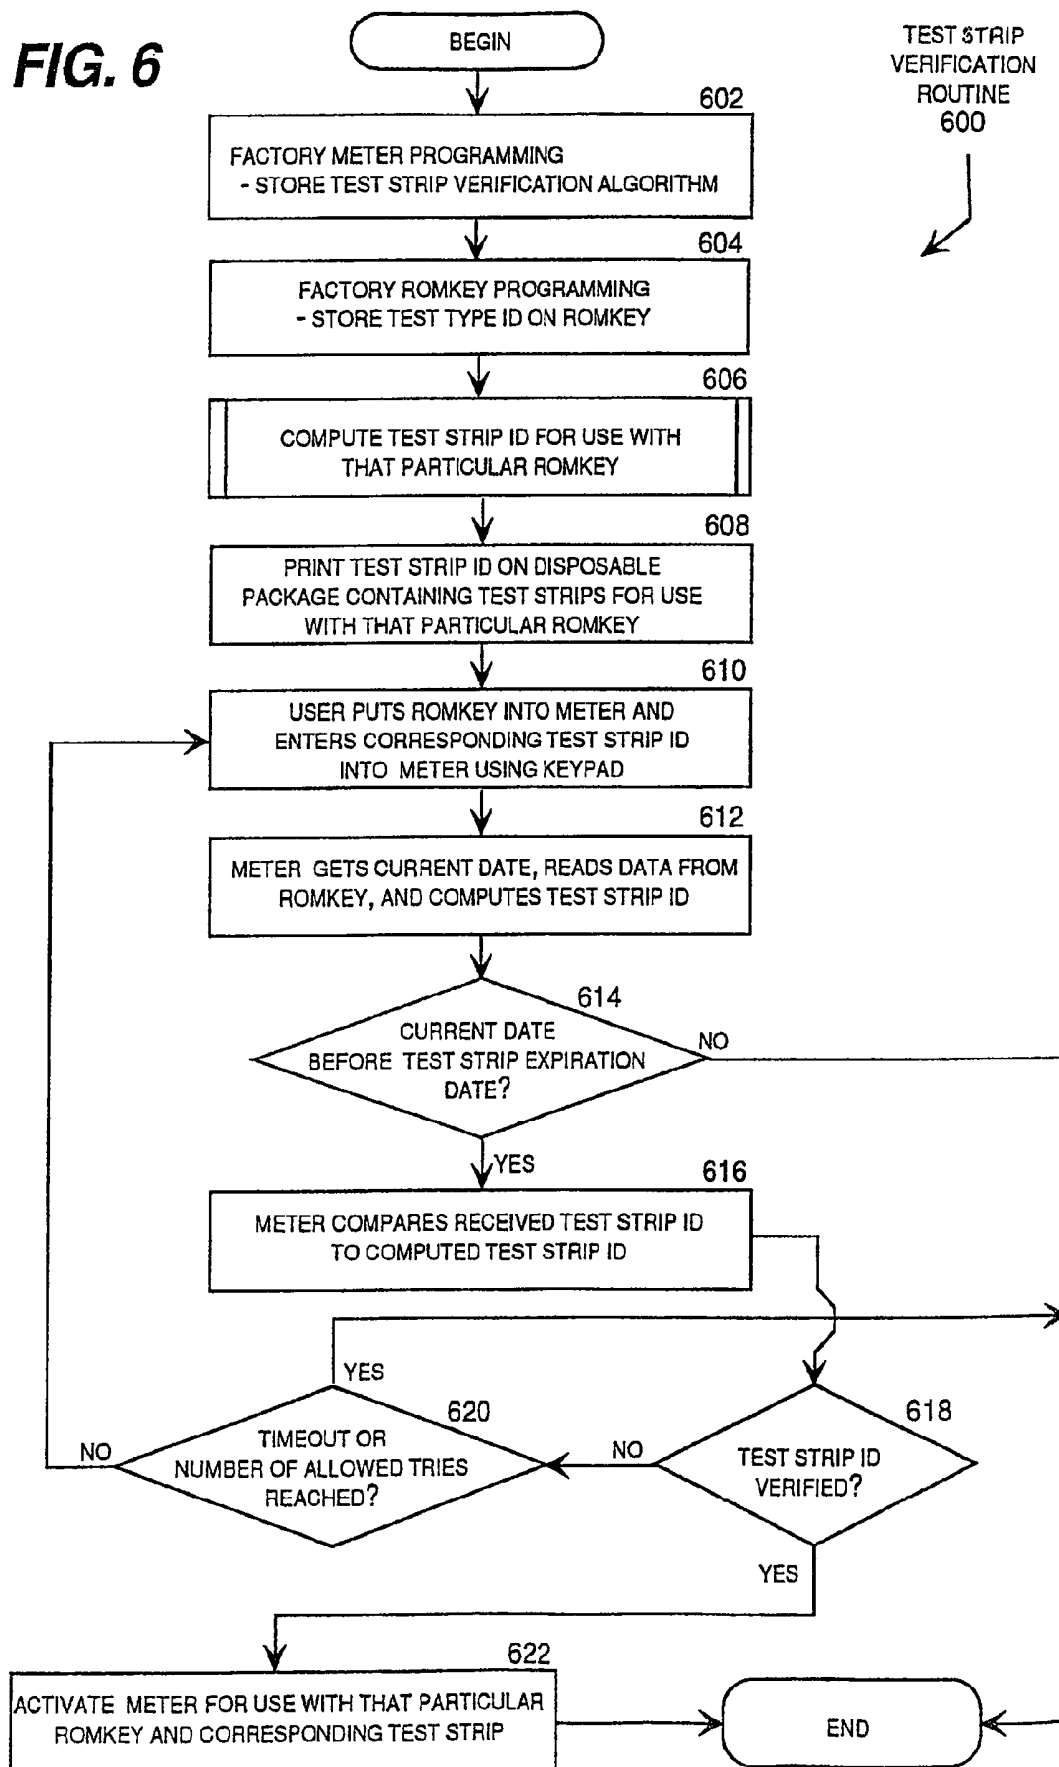 FIG. 6
BEGIN
TEST STRIP
VERIFICATION
ROUTINE
600
602
FACTORY METER PROGRAMMING
- STORE TEST STRIP VERIFICATION ALGORITHM
604
FACTORY ROMKEY PROGRAMMING
- STORE TEST TYPE ID ON ROMKEY
606
COMPUTE TEST STRIP ID FOR USE WITH
THAT PARTICULAR ROMKEY
608
PRINT TEST STRIP ID ON DISPOSABLE
PACKAGE CONTAINING TEST STRIPS FOR USE
WITH THAT PARTICULAR ROMKEY
610
USER PUTS ROMKEY INTO METER AND
ENTERS CORRESPONDING TEST STRIP ID
INTO METER USING KEYPAD
612
METER GETS CURRENT DATE, READS DATA FROM
ROMKEY, AND COMPUTES TEST STRIP ID
614
CURRENT DATE
BEFORE TEST STRIP EXPIRATION
DATE?
NO
YES
616
METER COMPARES RECEIVED TEST STRIP ID
TO COMPUTED TEST STRIP ID
YES
620
TIMEOUT OR
NUMBER OF ALLOWED TRIES
REACHED?
NO
NO
618
TEST STRIP ID
VERIFIED?
YES
622
ACTIVATE METER FOR USE WITH THAT PARTICULAR
ROMKEY AND CORRESPONDING TEST STRIP
END